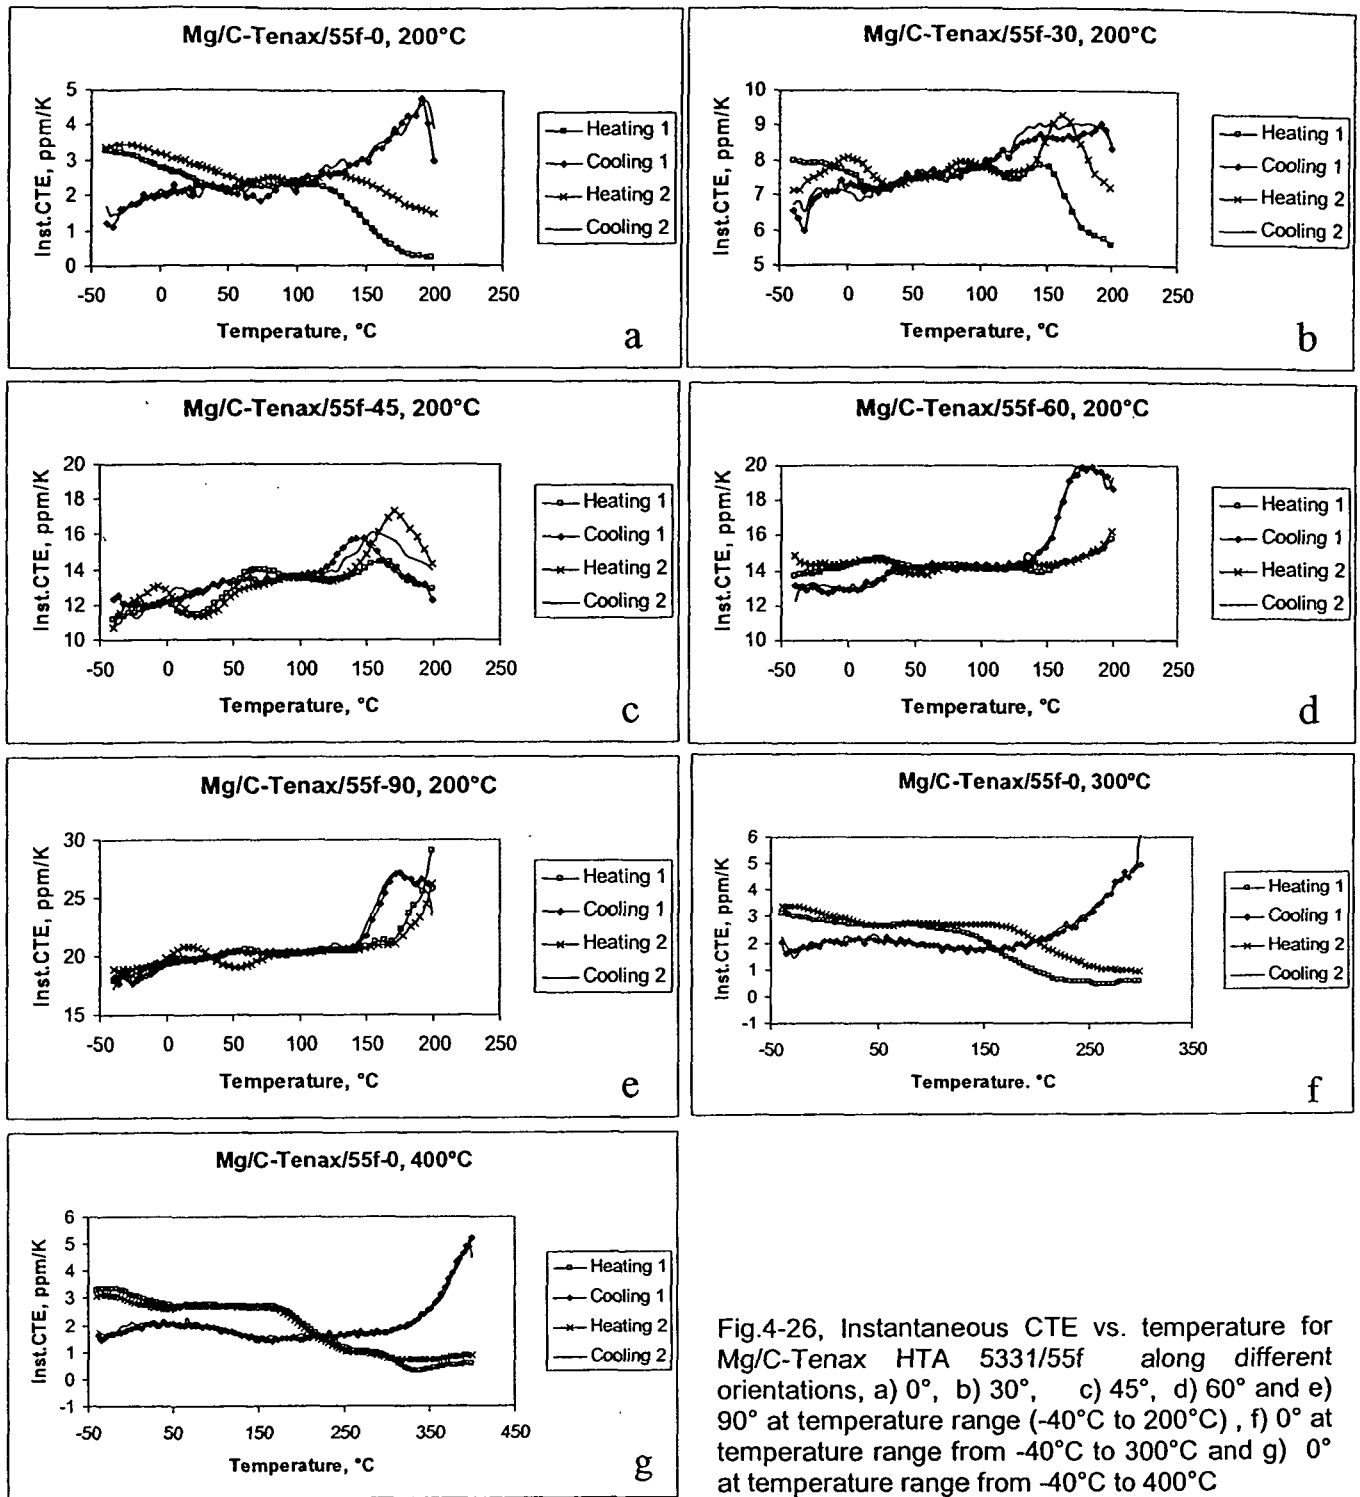 Mg/C-Tenax/55f-0, 200°C
Inst.CTE, ppm/K
5
4
3
2
1
0
-50 0 50 100 150 200 250
Temperature, °C
Heating 1
Cooling 1
Heating 2
Cooling 2
a
Mg/C-Tenax/55f-30, 200°C
Inst.CTE, ppm/K
10
9
8
7
6
5
-50 0 50 100 150 200 250
Temperature, °C
Heating 1
Cooling 1
Heating 2
Cooling 2
b
Mg/C-Tenax/55f-45, 200°C
Inst.CTE, ppm/K
20
18
16
14
12
10
-50 0 50 100 150 200 250
Temperature, °C
Heating 1
Cooling 1
Heating 2
Cooling 2
c
Mg/C-Tenax/55f-60, 200°C
Inst.CTE, ppm/K
20
18
16
14
12
10
-50 0 50 100 150 200 250
Temperature, °C
Heating 1
Cooling 1
Heating 2
Cooling 2
d
Mg/C-Tenax/55f-90, 200°C
Inst.CTE, ppm/K
30
25
20
15
-50 0 50 100 150 200 250
Temperature, °C
Heating 1
Cooling 1
Heating 2
Cooling 2
e
Mg/C-Tenax/55f-0, 300°C
Inst.CTE, ppm/K
6
5
4
3
2
1
0
-1
-50 50 150 250 350
Temperature. °C
Heating 1
Cooling 1
Heating 2
Cooling 2
f
Mg/C-Tenax/55f-0, 400°C
Inst.CTE, ppm/K
6
5
4
3
2
1
0
-1
-50 50 150 250 350 450
Temperature, °C
Heating 1
Cooling 1
Heating 2
Cooling 2
g
Fig.4-26, Instantaneous CTE vs. temperature for
Mg/C-Tenax HTA 5331/55f along different
orientations, a) 0°, b) 30°, c) 45°, d) 60° and e)
90° at temperature range (-40°C to 200°C) , f) 0° at
temperature range from -40°C to 300°C and g) 0°
at temperature range from -40°C to 400°C